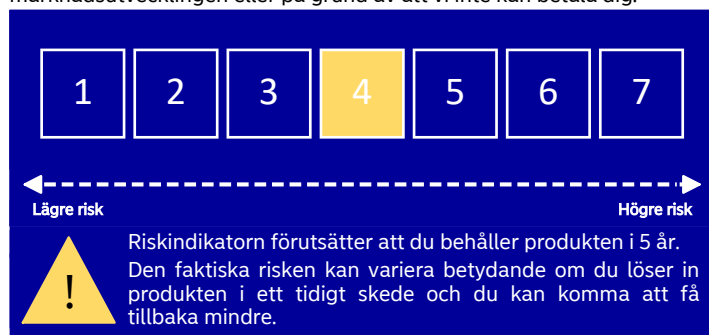 1 2 3 4 5 6 7
Lägre risk Högre risk
Riskindikatorn förutsätter att du behåller produkten i 5 år.
Den faktiska risken kan variera betydande om du löser in
produkten i ett tidigt skede och du kan komma att få
tillbaka mindre.
!